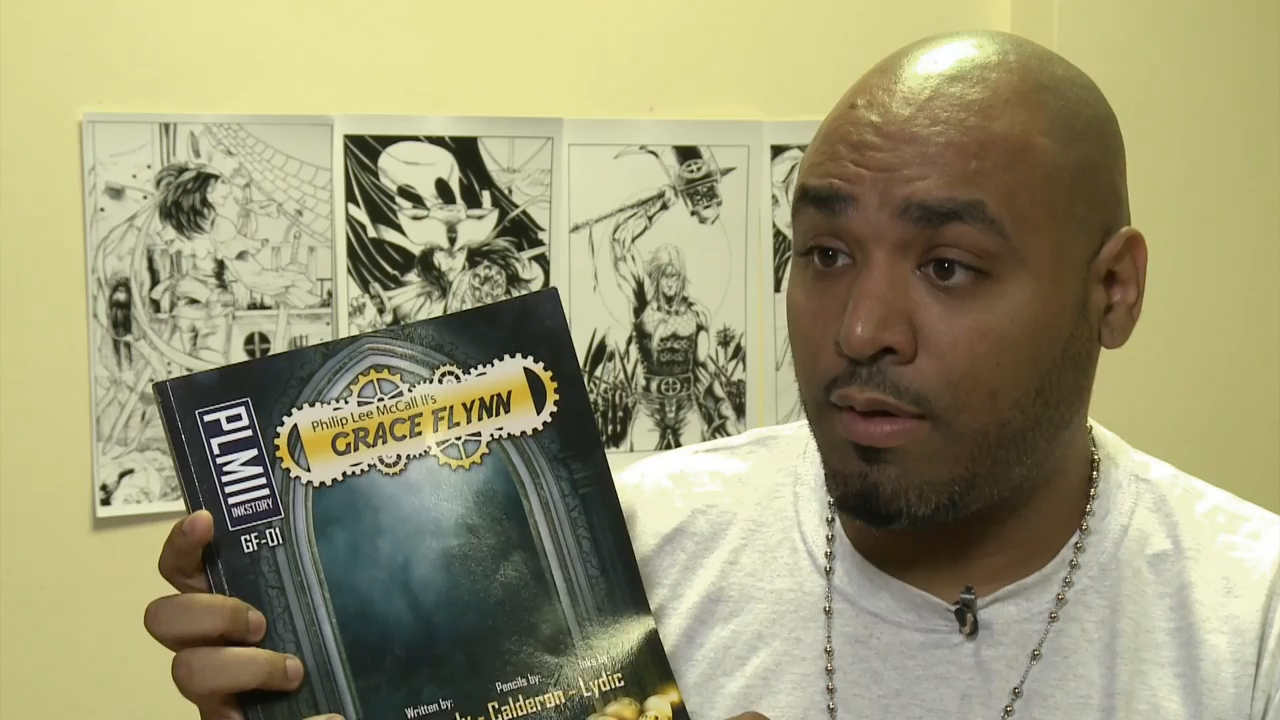 Philip Lee McCall II's
GRACE FLYNN
PLMII
INKSTORY
GF-01
Written by:
Pencils by:
Inks by:
- Calderon - Lydic